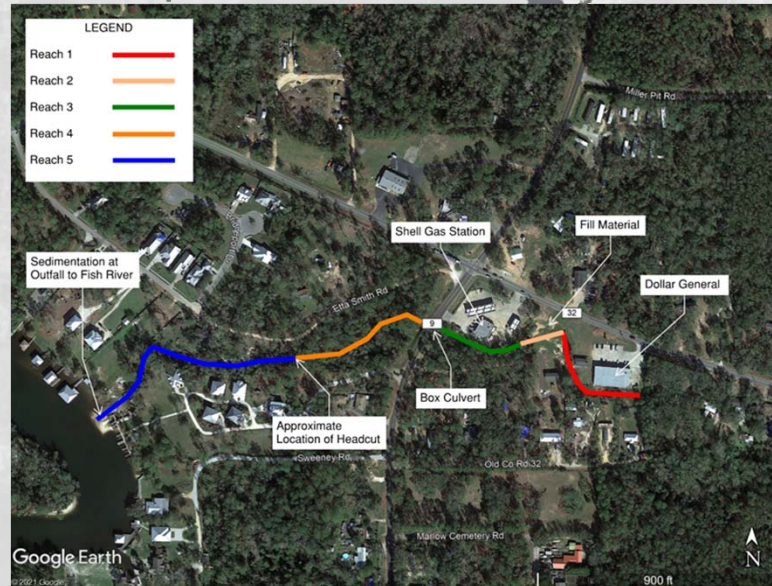 LEGEND
Reach 1
Reach 2
Reach 3
Reach 4
Reach 5
Miller Pit Rd
Shell Gas Station
Fill Material
Sedimentation at
Outfall to Fish River
Dollar General
Etta Smith Rd
9
32
Box Culvert
Approximate
Location of Headcut
Sweeney Rd
Old Co Rd 32
Marlow Cemetery Rd
Google Earth
© 2021 Google
900 ft
N